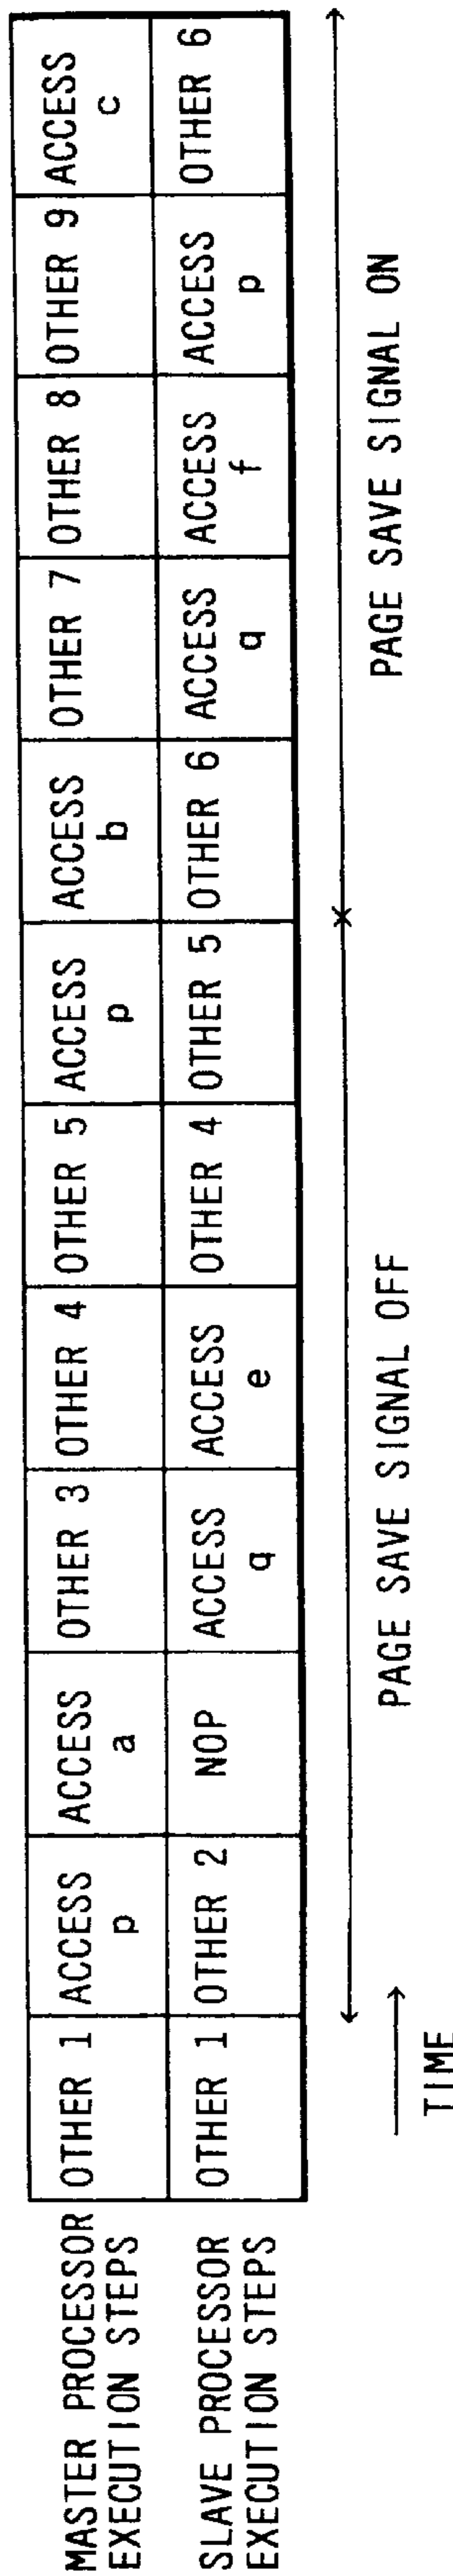 MASTER PROCESSOR
EXECUTION STEPS
OTHER 1
ACCESS
p
ACCESS
a
OTHER 3
OTHER 4
OTHER 5
ACCESS
p
ACCESS
b
OTHER 7
OTHER 8
OTHER 9
ACCESS
c
SLAVE PROCESSOR
EXECUTION STEPS
OTHER 1
OTHER 2
NOP
ACCESS
q
ACCESS
e
OTHER 4
OTHER 5
OTHER 6
ACCESS
q
ACCESS
f
ACCESS
p
OTHER 6
PAGE SAVE SIGNAL OFF
PAGE SAVE SIGNAL ON
TIME